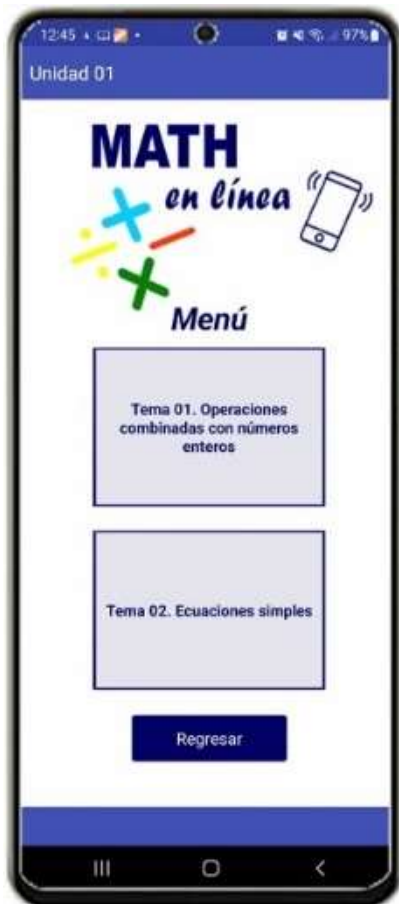 12:45
97%
Unidad 01
MATH
en línea
Menú
Tema 01. Operaciones
combinadas con números
enteros
Tema 02. Ecuaciones simples
Regresar